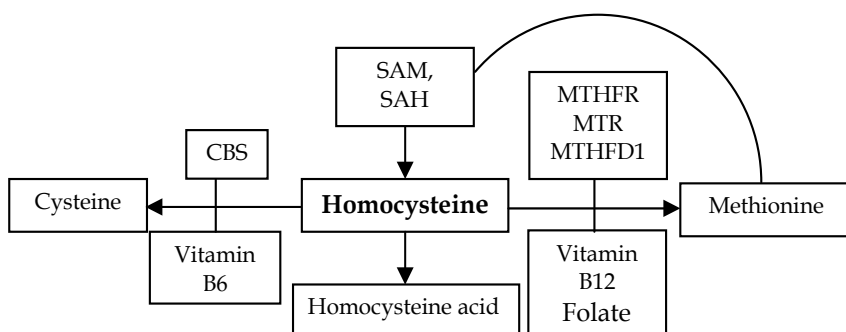 SAM,
SAH
MTHFR
MTR
MTHFD1
CBS
Cysteine
Homocysteine
Methionine
Vitamin
B6
Vitamin
B12
Folate
Homocysteine acid